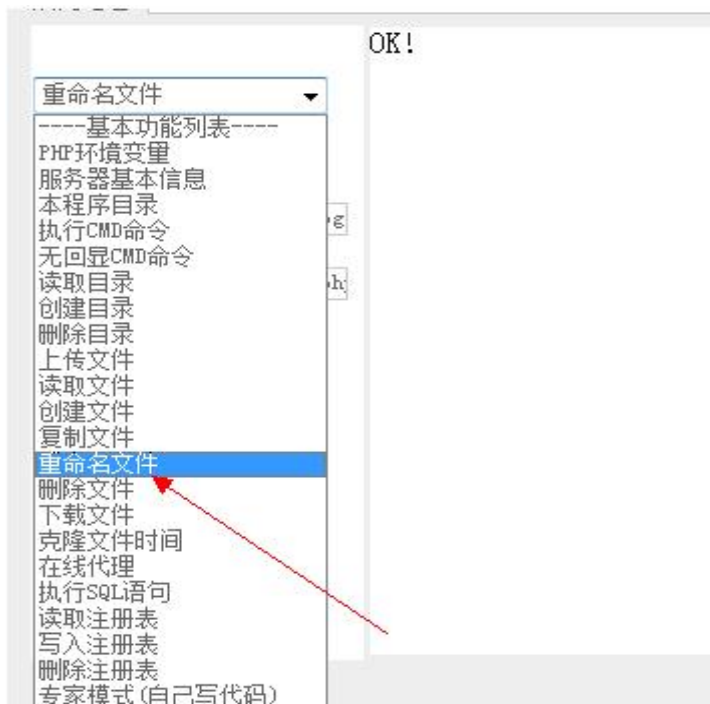 OK!
重命名文件
----基本功能列表----
PHP环境变量
服务器基本信息
本程序目录
执行CMD命令
无回显CMD命令
读取目录
创建目录
删除目录
上传文件
读取文件
创建文件
复制文件
重命名文件
删除文件
下载文件
克隆文件时间
在线代理
执行SQL语句
读取注册表
写入注册表
删除注册表
专家模式(自己写代码)